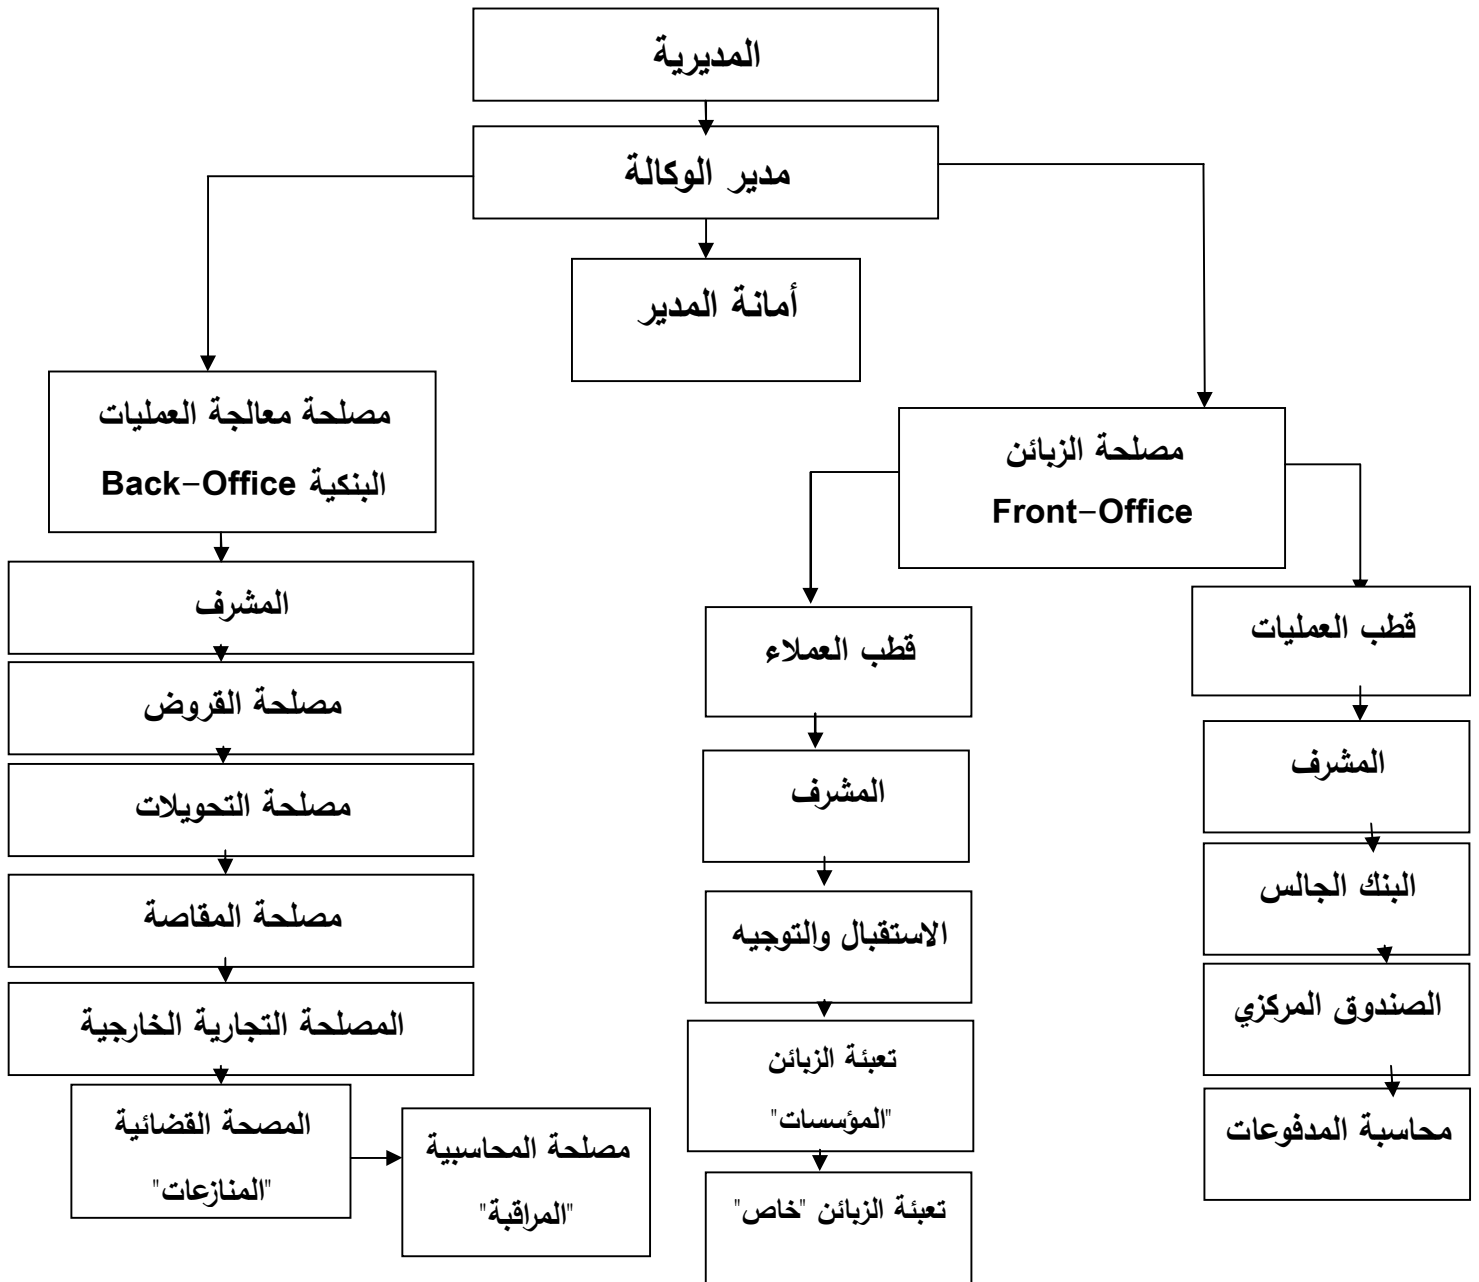 المديرية
مدير الوكالة
أمانة المدير
مصلحة معالجة العمليات
البنكية Back-Office
المشرف
مصلحة القروض
مصلحة التحويلات
مصلحة المقاصة
المصلحة التجارية الخارجية
المصحة القضائية
"المنازعات"
مصلحة المحاسبية
"المراقبة"
مصلحة الزبائن
Front-Office
قطب العملاء
المشرف
الاستقبال والتوجيه
تعبئة الزبائن
"المؤسسات"
تعبئة الزبائن "خاص"
قطب العمليات
المشرف
البنك الجالس
الصندوق المركزي
محاسبة المدفوعات